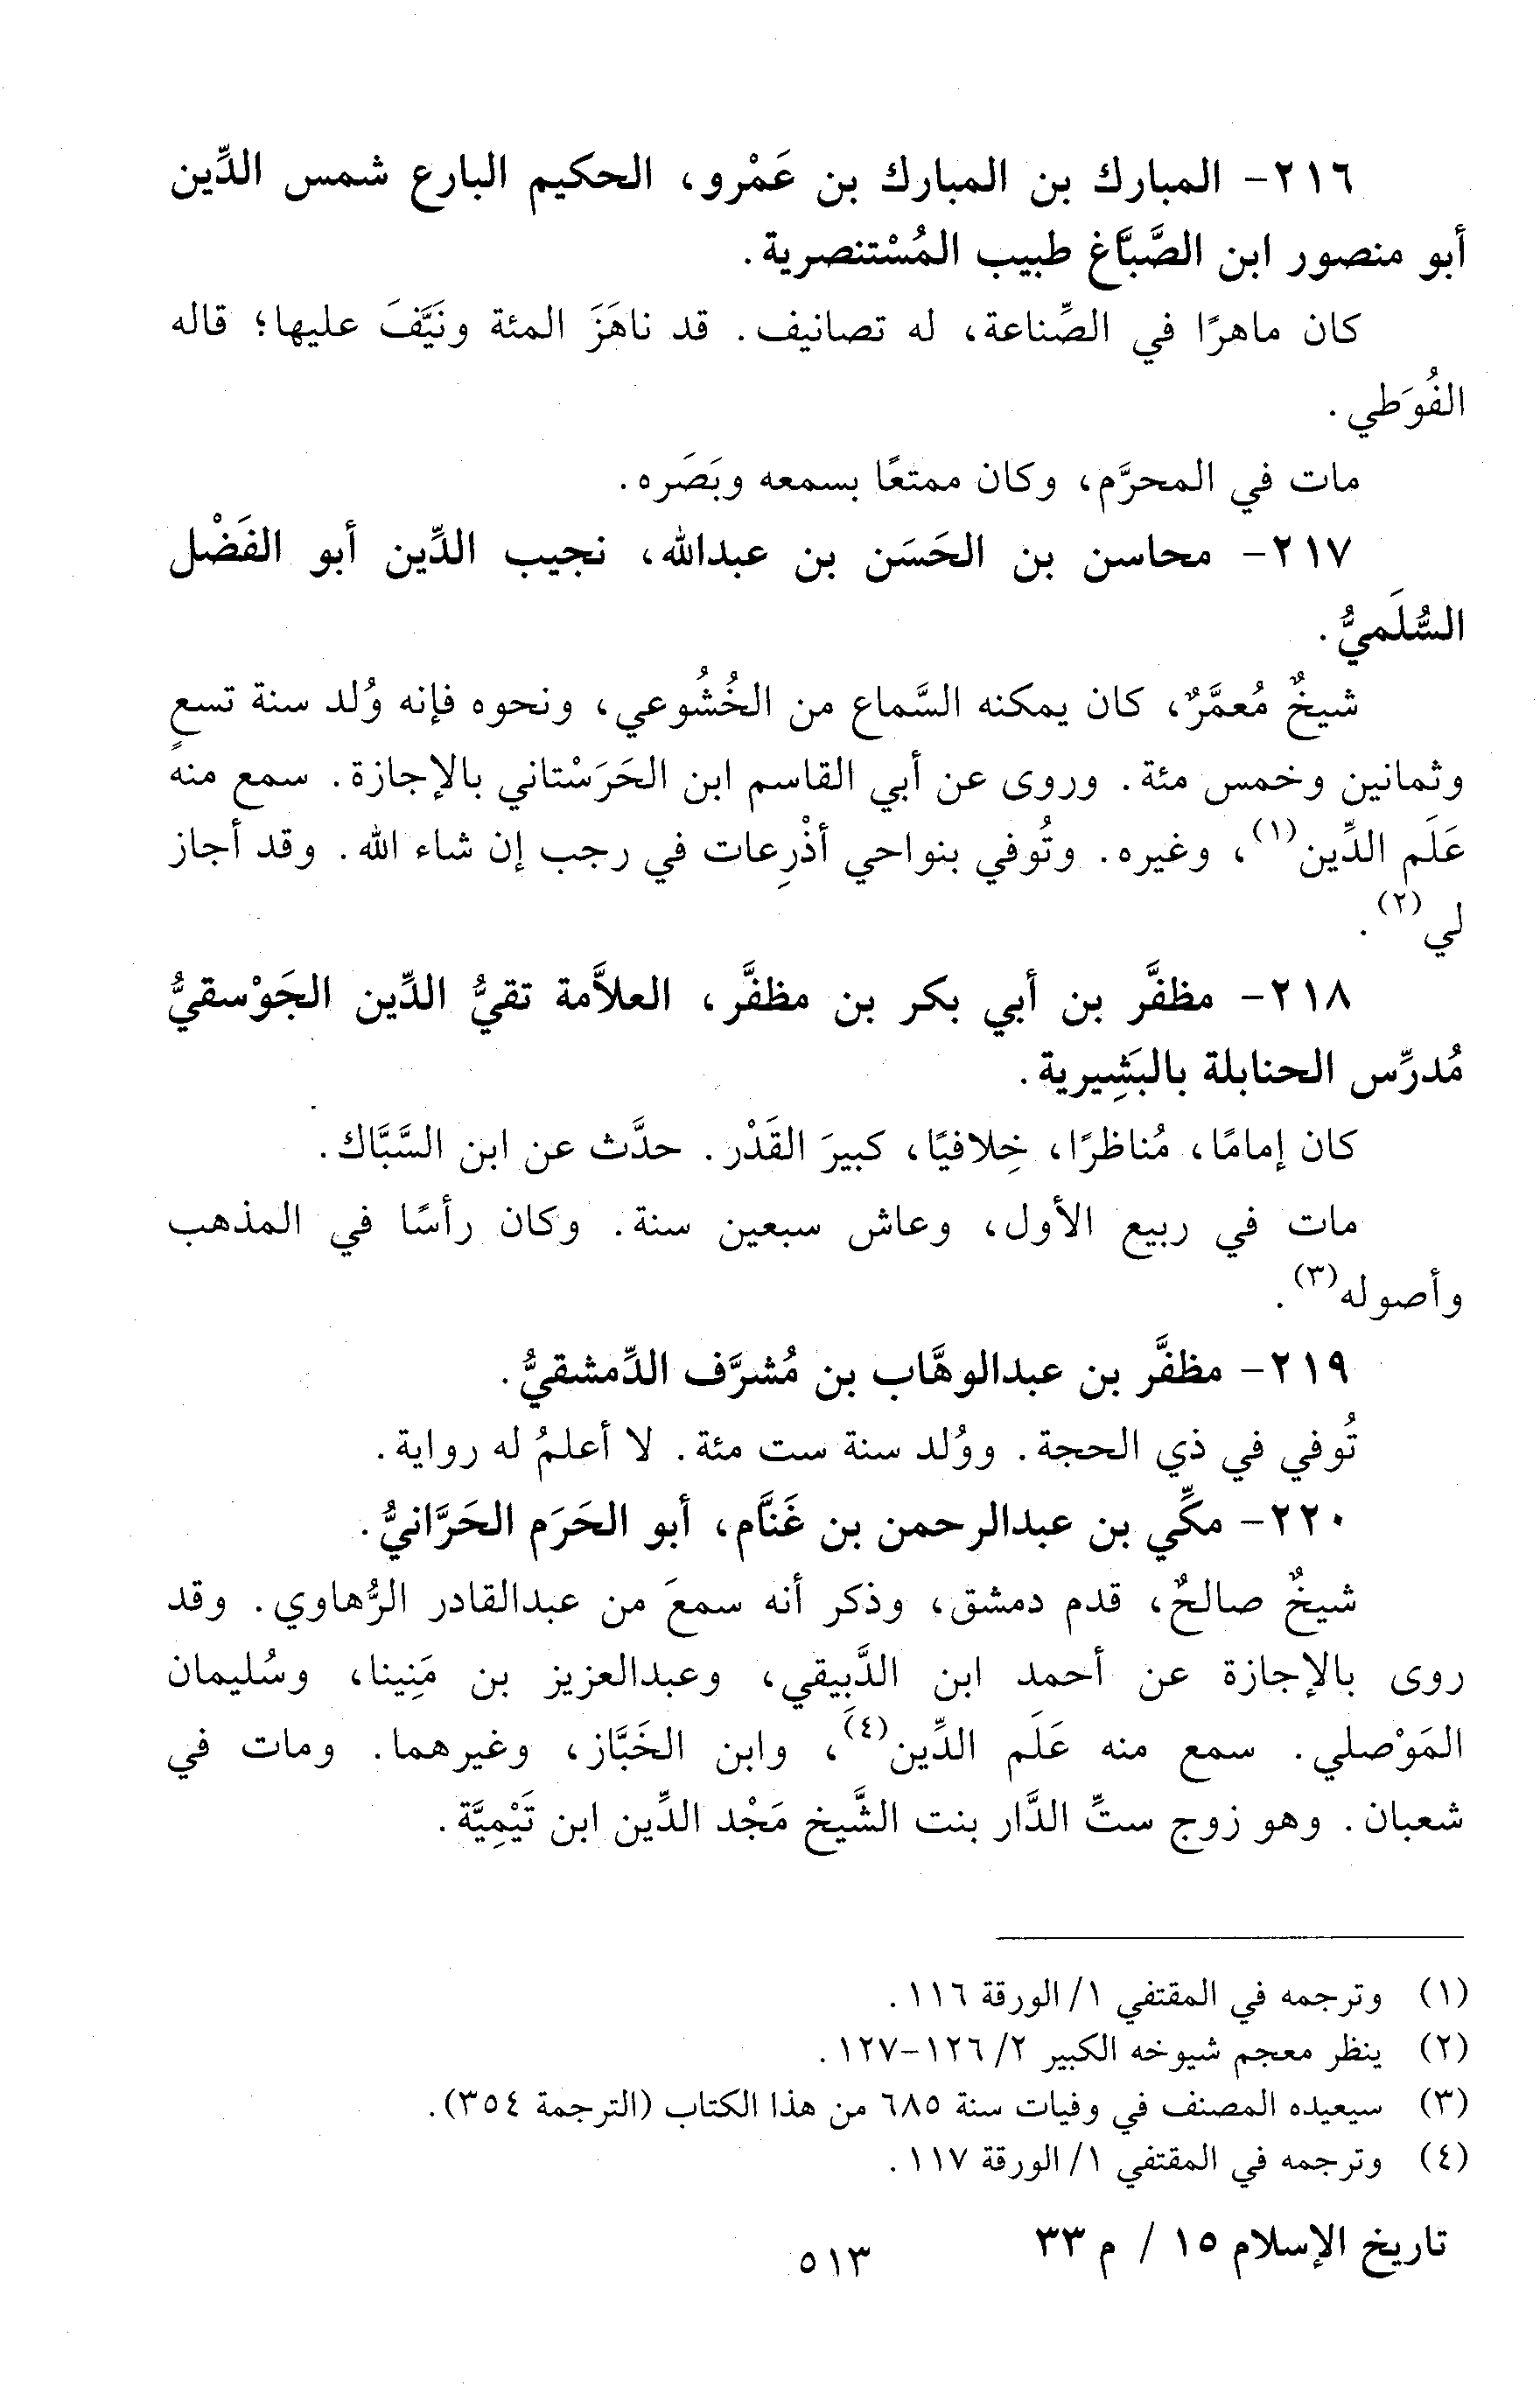 ٢١٦- المبارك بن المبارك بن عَمْرو، الحكيم البارع شمس الدِّين
أبو منصور ابن الصَّبَّاغ طبيب المُسْتنصرية.
كان ماهرًا في الصِّناعة، له تصانيف. قد ناهَزَ المئة ونَيَّفَ عليها؛ قاله
الفُوَطي.
مات في المحرَّم، وكان ممتعًا بسمعه وبَصَره.
٢١٧- محاسن بن الحَسَن بن عبدالله، نجيب الدِّين أبو الفَضْل
السُّلَميُّ.
شيخٌ مُعمَّرٌ، كان يمكنه السَّماع من الخُشُوعي، ونحوه فإنه وُلد سنة تسعٍ
وثمانين وخمس مئة. وروى عن أبي القاسم ابن الحَرَسْتاني بالإجازة. سمع منه
عَلَم الدِّين(١)، وغيره. وتُوفي بنواحي أذْرِعات في رجب إن شاء الله. وقد أجاز
لي(٢).
٢١٨- مظفَّر بن أبي بكر بن مظفَّر، العلاَّمة تقيُّ الدِّين الجَوْسقيُّ
مُدرِّس الحنابلة بالبَشِيرية.
كان إمامًا، مُناظرًا، خِلافيًا، كبيرَ القَدْر. حدَّث عن ابن السَّبَّاك.
مات في ربيع الأول، وعاش سبعين سنة. وكان رأسًا في المذهب
وأصوله(٣).
٢١٩- مظفَّر بن عبدالوهَّاب بن مُشرَّف الدِّمشقيُّ.
تُوفي في ذي الحجة. ووُلد سنة ست مئة. لا أعلمُ له رواية.
٢٢٠- مكِّي بن عبدالرحمن بن غَنَّام، أبو الحَرَم الحَرَّانيُّ.
شيخٌ صالحٌ، قدم دمشق، وذكر أنه سمعَ من عبدالقادر الرُّهاوي. وقد
روى بالإجازة عن أحمد ابن الدَّبِيقي، وعبدالعزيز بن مَنِينا، وسُليمان
المَوْصلي. سمع منه عَلَم الدِّين(٤)، وابن الخَبَّاز، وغيرهما. ومات في
شعبان. وهو زوج ستِّ الدَّار بنت الشَّيخ مَجْد الدِّين ابن تَيْمِيَّة.
(١) وترجمه في المقتفي ١/ الورقة ١١٦.
(٢) ينظر معجم شيوخه الكبير ٢/ ١٢٦-١٢٧.
(٣) سيعيده المصنف في وفيات سنة ٦٨٥ من هذا الكتاب (الترجمة ٣٥٤).
(٤) وترجمه في المقتفي ١/ الورقة ١١٧.
تاريخ الإسلام ١٥ / م ٣٣
٥١٣